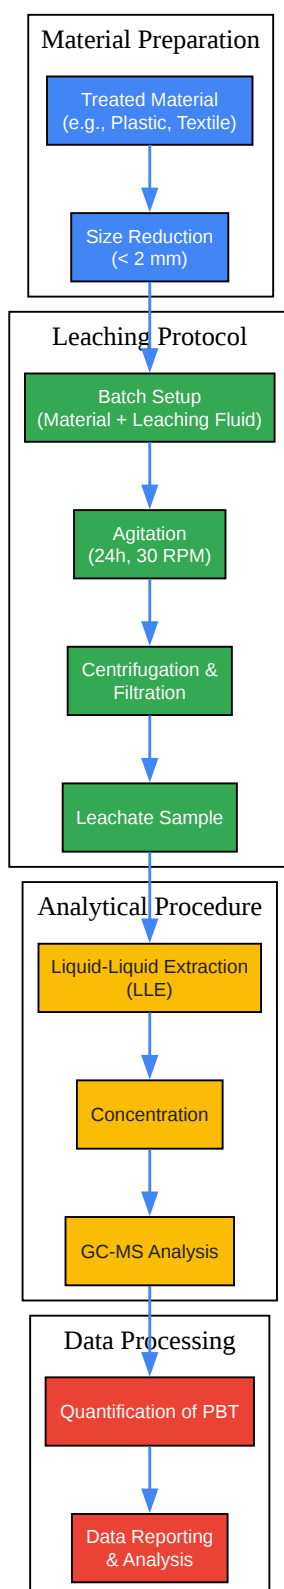 Material Preparation
Treated Material
(e.g., Plastic, Textile)
Size Reduction
(< 2 mm)
Leaching Protocol
Batch Setup
(Material + Leaching Fluid)
Agitation
(24h, 30 RPM)
Centrifugation &
Filtration
Leachate Sample
Analytical Procedure
Liquid-Liquid Extraction
(LLE)
Concentration
GC-MS Analysis
Data Processing
Quantification of PBT
Data Reporting
& Analysis